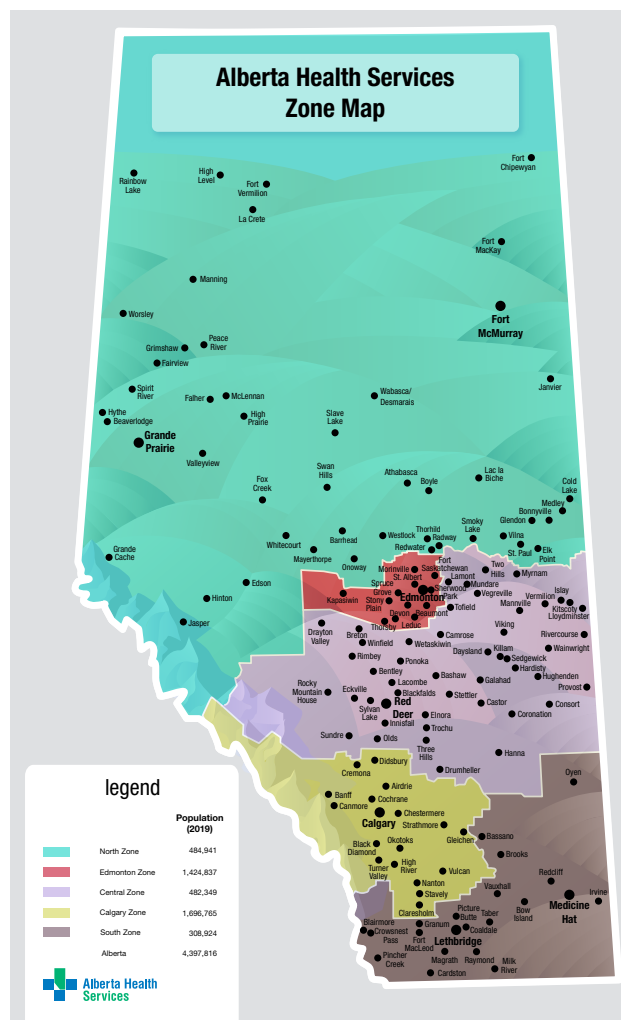 Alberta Health Services
Zone Map
Fort
Chipewyan
Rainbow
Lake
High
Level
Fort
Vermilion
La Crete
Fort
MacKay
Manning
Fort
McMurray
Worsley
Peace
River
Grimshaw
Fairview
Janvier
Spirit
River
Falher
McLennan
Wabasca/
Desmarais
Hythe
Beaverlodge
High
Prairie
Slave
Lake
Grande
Prairie
Valleyview
Swan
Hills
Athabasca
Boyle
Lac la
Biche
Fox
Creek
Cold
Lake
Medley
Bonnyville
Glendon
Smoky
Lake
Whitecourt
Barrhead
Westlock
Thorhild
Radway
Redwater
Vilna
St. Paul
Elk
Point
Mayerthorpe
Onoway
Grande
Cache
Fort
Saskatchewan
Morinville
St. Albert
Two
Hills
Myrnam
Lamont
Edson
Hinton
Jasper
Kapasiwin
Spruce
Grove
Stony
Plain
Edmonton
Sherwood
Park
Mundare
Vegreville
Tofield
Devon
Beaumont
Leduc
Thorsby
Mannville
Vermilion
Islay
Kitscoty
Lloydminster
Drayton
Valley
Breton
Winfield
Wetaskiwin
Camrose
Viking
Rivercourse
Rimbey
Ponoka
Daysland
Killam
Sedgewick
Hardisty
Wainwright
Bentley
Lacombe
Bashaw
Galahad
Hughenden
Provost
Rocky
Mountain
House
Eckville
Sylvan
Lake
Blackfalds
Red
Deer
Stettler
Castor
Consort
Coronation
Innisfail
Elnora
Trochu
Sundre
Olds
Three
Hills
Hanna
Didsbury
Cremona
Drumheller
Oyen
Airdrie
Banff
Canmore
Cochrane
Calgary
Chestermere
Strathmore
Gleichen
Bassano
Black
Diamond
Okotoks
Brooks
Turner
Valley
High
River
Vulcan
Nanton
Stavely
Vauxhall
Redcliff
Irvine
Medicine
Hat
Bow
Island
Claresholm
Picture
Butte
Taber
Blairmore
Crowsnest
Pass
Granum
Fort
MacLeod
Coaldale
Lethbridge
Pincher
Creek
Magrath
Raymond
Milk
River
Cardston
legend
Population
(2019)
North Zone 484,941
Edmonton Zone 1,424,837
Central Zone 482,349
Calgary Zone 1,696,765
South Zone 308,924
Alberta 4,397,816
Alberta Health
Services